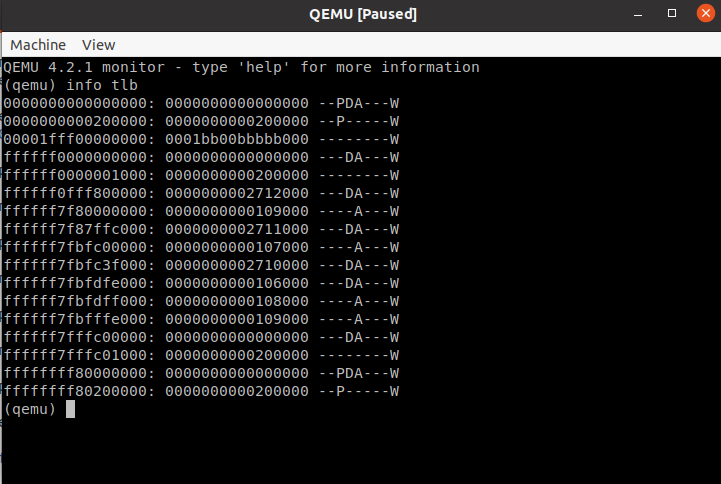 QEMU [Paused]
Machine View
QEMU 4.2.1 monitor - type 'help' for more information
(qemu) info tlb
0000000000000000: 0000000000000000 --PDA---W
0000000000200000: 0000000000200000 --P-----W
00001fff00000000: 0001bb00bbbbb000 --------W
ffffff0000000000: 0000000000000000 ---DA---W
ffffff0000001000: 0000000000200000 --------W
ffffff0fff800000: 0000000002712000 ---DA---W
ffffff7f80000000: 0000000000109000 ----A---W
ffffff7f87ffc000: 0000000002711000 ---DA---W
ffffff7fbfc00000: 0000000000107000 ----A---W
ffffff7fbfc3f000: 0000000002710000 ---DA---W
ffffff7fbfdfe000: 0000000000106000 ---DA---W
ffffff7fbfdff000: 0000000000108000 ----A---W
ffffff7fbfffe000: 0000000000109000 ----A---W
ffffff7fffc00000: 0000000000000000 ---DA---W
ffffff7fffc01000: 0000000000200000 --------W
ffffffff80000000: 0000000000000000 --PDA---W
ffffffff80200000: 0000000000200000 --P-----W
(qemu)